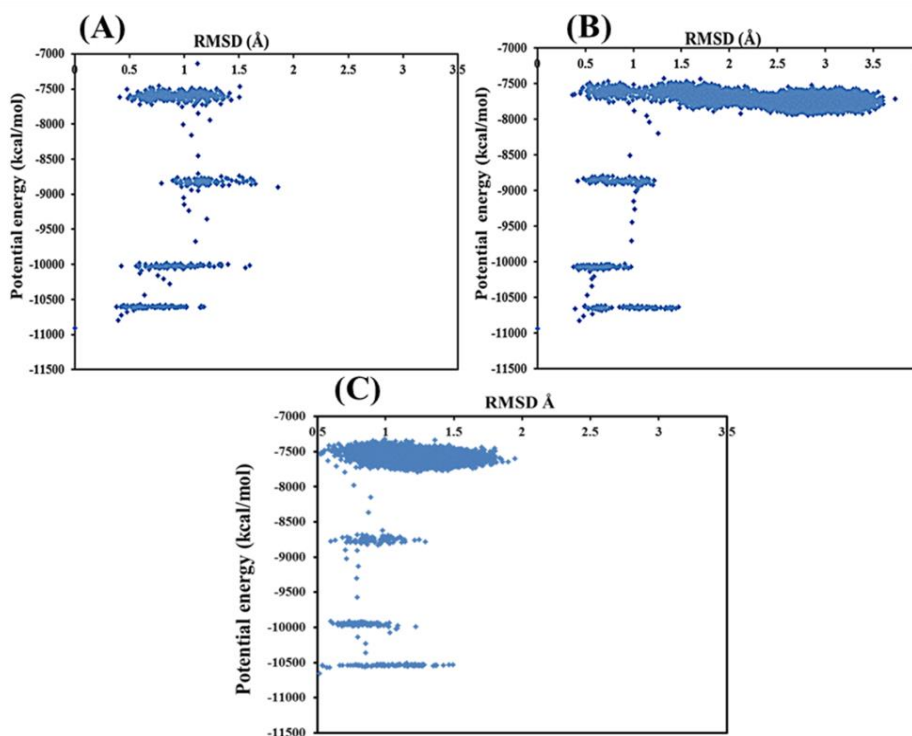 (A)
RMSD (Å)
0 0.5 1 1.5 2 2.5 3 3.5
-7000
-7500
-8000
-8500
-9000
-9500
-10000
-10500
-11000
-11500
Potential energy (kcal/mol)
(B)
RMSD (Å)
0 0.5 1 1.5 2 2.5 3 3.5
-7000
-7500
-8000
-8500
-9000
-9500
-10000
-10500
-11000
-11500
Potential energy (kcal/mol)
(C)
RMSD Å
0.5 1 1.5 2 2.5 3 3.5
-7000
-7500
-8000
-8500
-9000
-9500
-10000
-10500
-11000
-11500
Potential energy (kcal/mol)